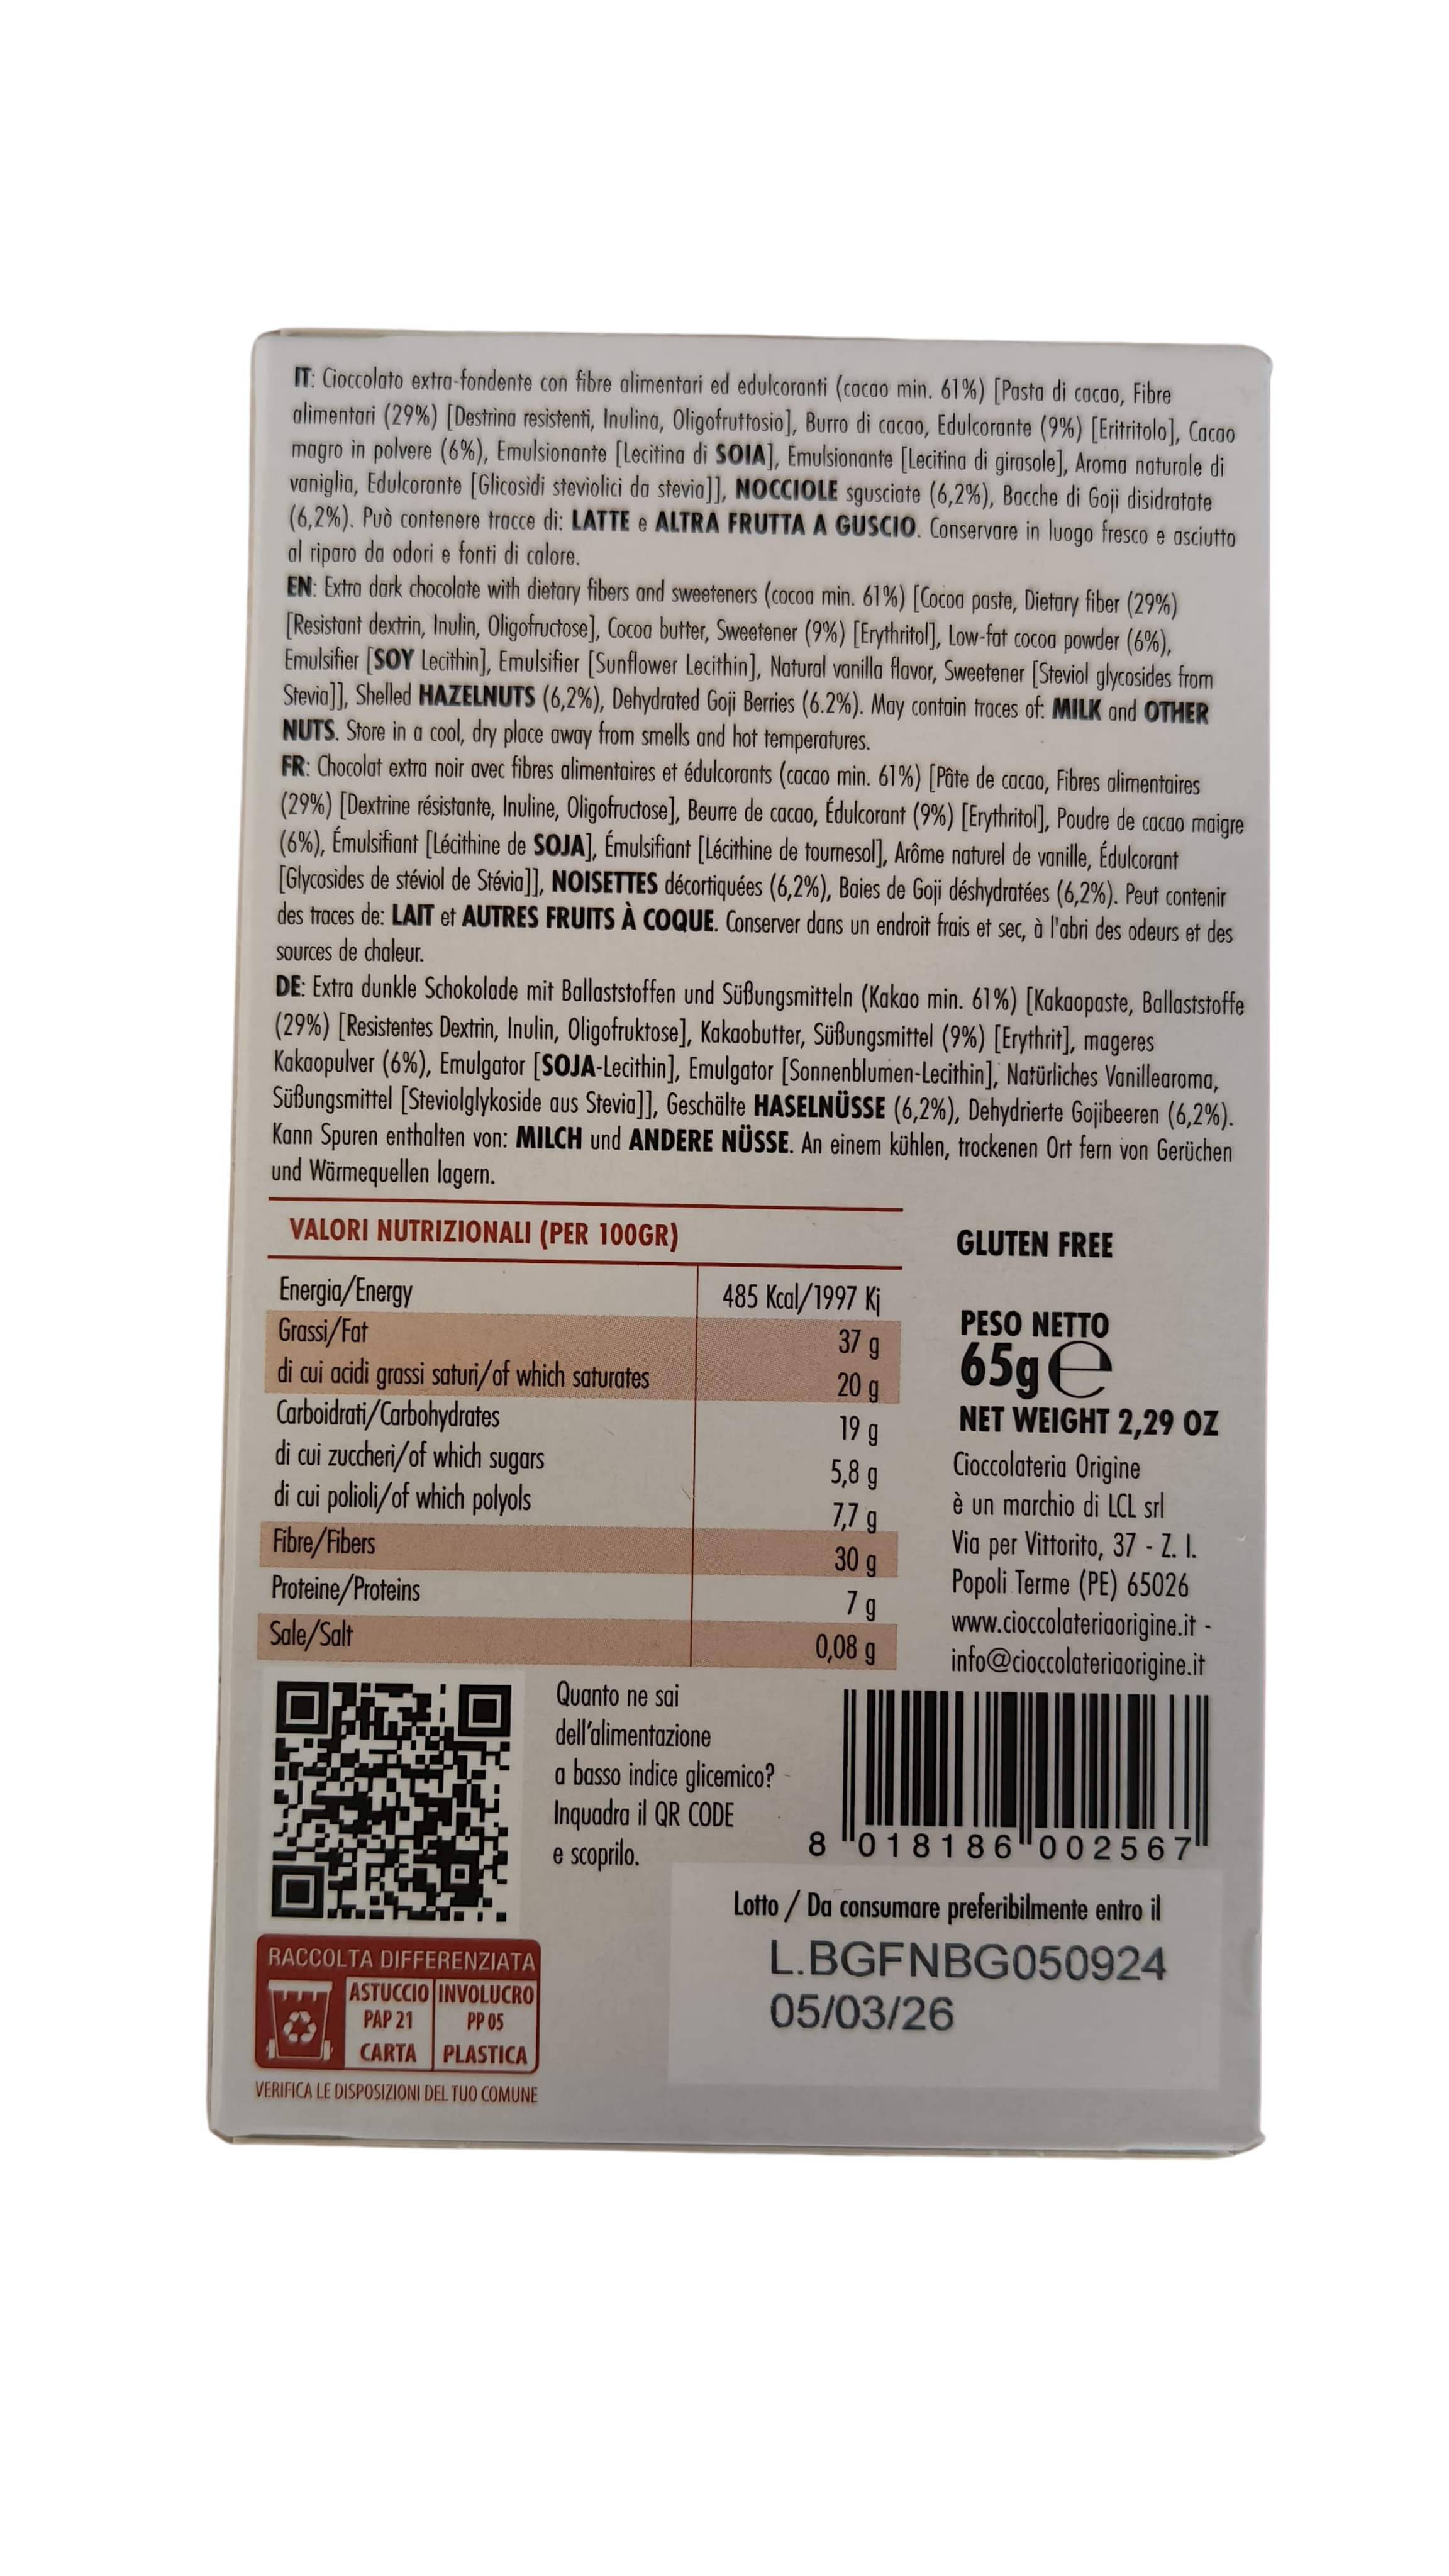 IT: Cioccolato extra-fondente con fibre alimentari ed edulcoranti (cacao min. 61%) [Pasta di cacao, Fibre
alimentari (29%) [Destrina resistenti, Inulina, Oligofruttosio], Burro di cacao, Edulcorante (9%) [Eritritolo], Cacao
magro in polvere (6%), Emulsionante [Lecitina di SOIA], Emulsionante [Lecitina di girasole], Aroma naturale di
vaniglia, Edulcorante [Glicosidi steviolici da stevia]], NOCCIOLE sgusciate (6,2%), Bacche di Goji disidratate
(6,2%). Può contenere tracce di: LATTE e ALTRA FRUTTA A GUSCIO. Conservare in luogo fresco e asciutto
al riparo da odori e fonti di calore.
EN: Extra dark chocolate with dietary fibers and sweeteners (cocoa min. 61%) [Cocoa paste, Dietary fiber (29%)
[Resistant dextrin, Inulin, Oligofructose], Cocoa butter, Sweetener (9%) [Erythritol], Low-fat cocoa powder (6%),
Emulsifier [SOY Lecithin], Emulsifier [Sunflower Lecithin], Natural vanilla flavor, Sweetener [Steviol glycosides from
Stevia]], Shelled HAZELNUTS (6,2%), Dehydrated Goji Berries (6.2%). May contain traces of: MILK and OTHER
NUTS. Store in a cool, dry place away from smells and hot temperatures.
FR: Chocolat extra noir avec fibres alimentaires et édulcorants (cacao min. 61%) [Pâte de cacao, Fibres alimentaires
(29%) [Dextrine résistante, Inuline, Oligofructose], Beurre de cacao, Édulcorant (9%) [Erythritol], Poudre de cacao maigre
(6%), Émulsifiant [Lécithine de SOJA], Émulsifiant [Lécithine de tournesol], Arôme naturel de vanille, Édulcorant
[Glycosides de stéviol de Stévia]], NOISETTES décortiquées (6,2%), Baies de Goji déshydratées (6,2%). Peut contenir
des traces de: LAIT et AUTRES FRUITS À COQUE. Conserver dans un endroit frais et sec, à l'abri des odeurs et des
sources de chaleur.
DE: Extra dunkle Schokolade mit Ballaststoffen und Süßungsmitteln (Kakao min. 61%) [Kakaopaste, Ballaststoffe
(29%) [Resistentes Dextrin, Inulin, Oligofruktose], Kakaobutter, Süßungsmittel (9%) [Erythrit], mageres
Kakaopulver (6%), Emulgator [SOJA-Lecithin], Emulgator [Sonnenblumen-Lecithin], Natürliches Vanillearoma,
Süßungsmittel [Steviolglykoside aus Stevia]], Geschälte HASELNÜSSE (6,2%), Dehydrierte Gojibeeren (6,2%).
Kann Spuren enthalten von: MILCH und ANDERE NÜSSE. An einem kühlen, trockenen Ort fern von Gerüchen
und Wärmequellen lagern.
VALORI NUTRIZIONALI (PER 100GR)
Energia/Energy 485 Kcal/1997 Kj
Grassi/Fat 37 g
di cui acidi grassi saturi/of which saturates 20 g
Carboidrati/Carbohydrates 19 g
di cui zuccheri/of which sugars 5,8 g
di cui polioli/of which polyols 7,7 g
Fibre/Fibers 30 g
Proteine/Proteins 7 g
Sale/Salt 0,08 g
GLUTEN FREE
PESO NETTO
65g e
NET WEIGHT 2,29 OZ
Cioccolateria Origine
è un marchio di LCL srl
Via per Vittorito, 37 - Z. I.
Popoli Terme (PE) 65026
www.cioccolateriaorigine.it -
info@cioccolateriaorigine.it
Quanto ne sai
dell'alimentazione
a basso indice glicemico?
Inquadra il QR CODE
e scoprilo.
8 018186 002567
Lotto / Da consumare preferibilmente entro il
L.BGFNBG050924
05/03/26
RACCOLTA DIFFERENZIATA
ASTUCCIO INVOLUCRO
PAP 21 PP 05
CARTA PLASTICA
VERIFICA LE DISPOSIZIONI DEL TUO COMUNE